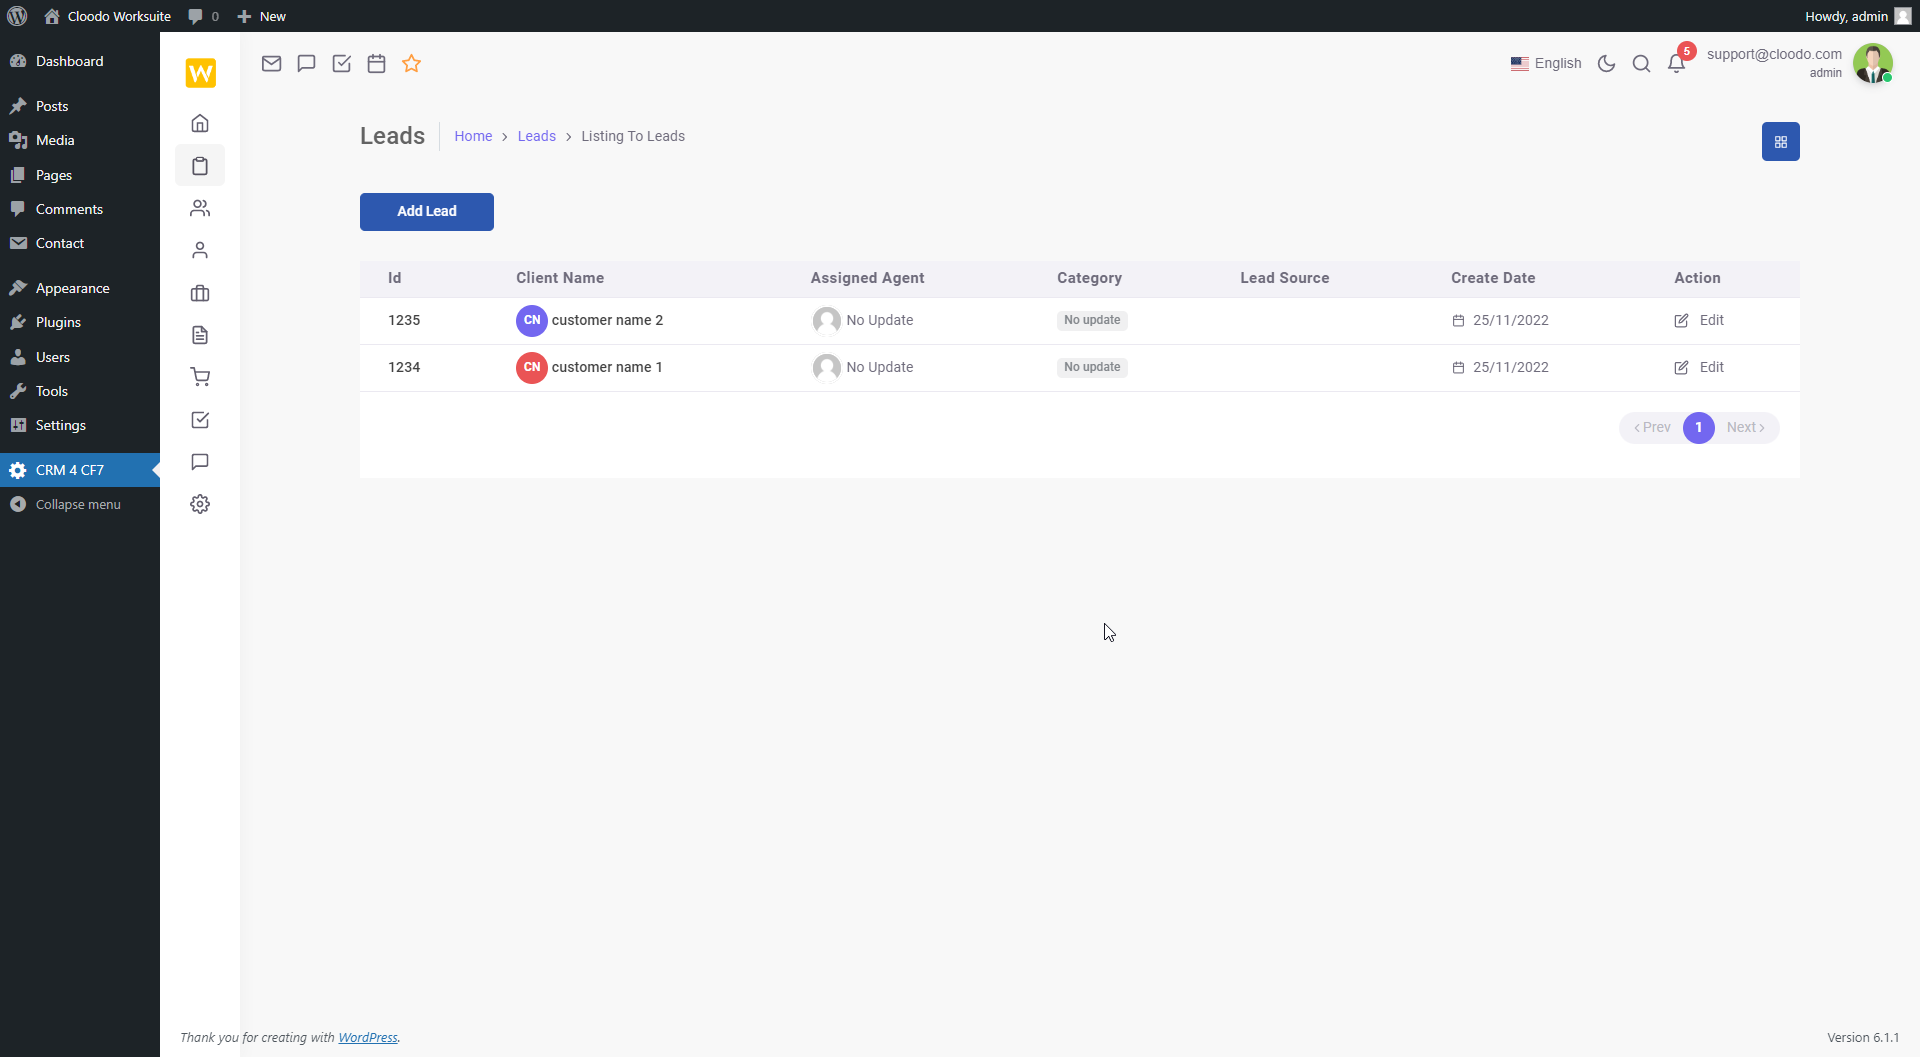 Cloodo Worksuite 0 New Howdy, admin
Dashboard
Posts
Media
Pages
Comments
Contact
Appearance
Plugins
Users
Tools
Settings
CRM 4 CF7
Collapse menu
W
English 5 support@cloodo.com
admin
Leads Home > Leads > Listing To Leads
Add Lead
Id Client Name Assigned Agent Category Lead Source Create Date Action
1235 CN customer name 2 No Update No update 25/11/2022 Edit
1234 CN customer name 1 No Update No update 25/11/2022 Edit
‹ Prev 1 Next ›
Thank you for creating with WordPress. Version 6.1.1